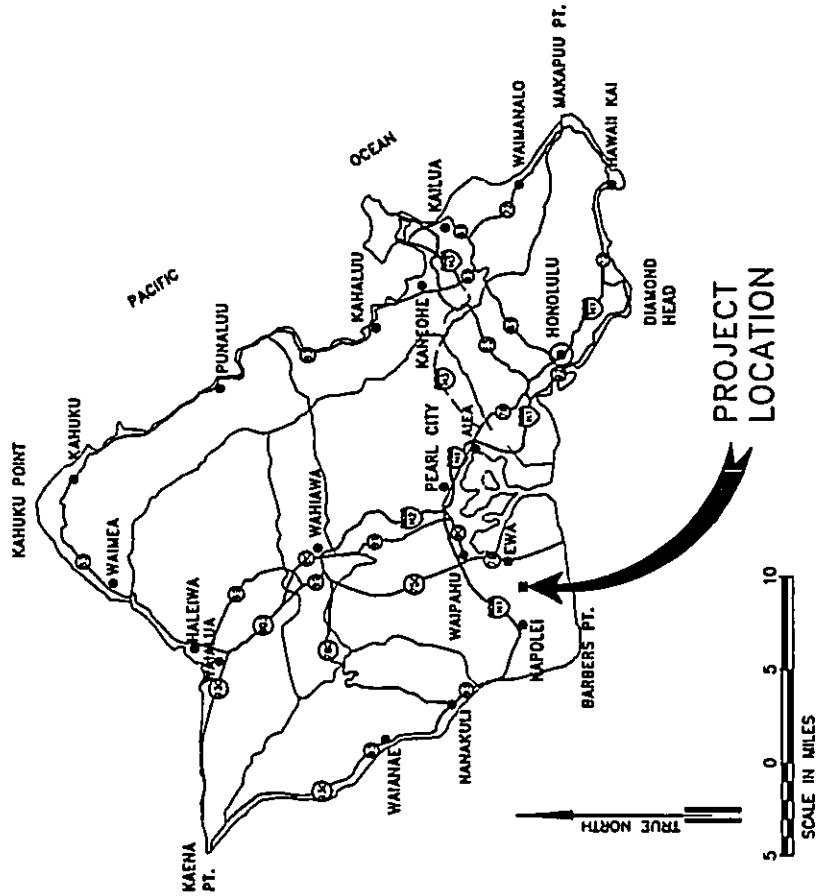 KAHUKU POINT
KAHUKU
WAIMEA
PACIFIC
OCEAN
HALEIWA
WAIALUA
PUNALUU
KAENA
PT.
WAHIAWA
KAHALUU
KANEOHE
KAILUA
WAIANAE
PEARL CITY
AIEA
WAIMANALO
MAKAPUU PT.
NANAKULI
WAIPAHU
EWA
HONOLULU
HAWAII KAI
NAPOLEI
BARBERS PT.
DIAMOND
HEAD
PROJECT
LOCATION
TRUE NORTH
5 0 5 10
SCALE IN MILES